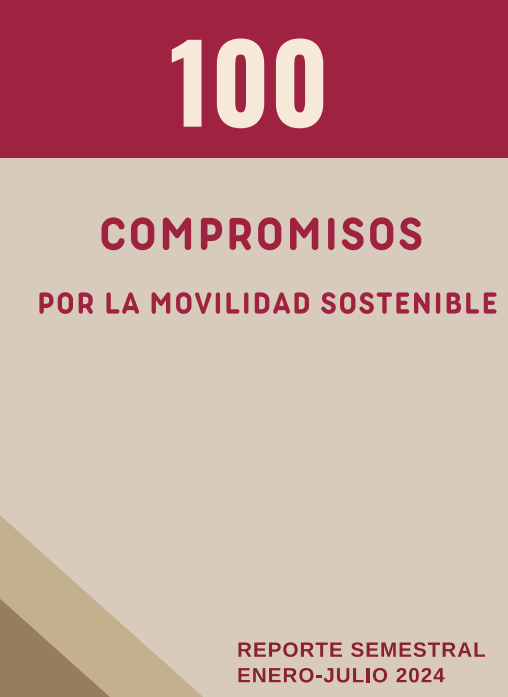 100
COMPROMISOS
POR LA MOVILIDAD SOSTENIBLE
REPORTE SEMESTRAL
ENERO-JULIO 2024